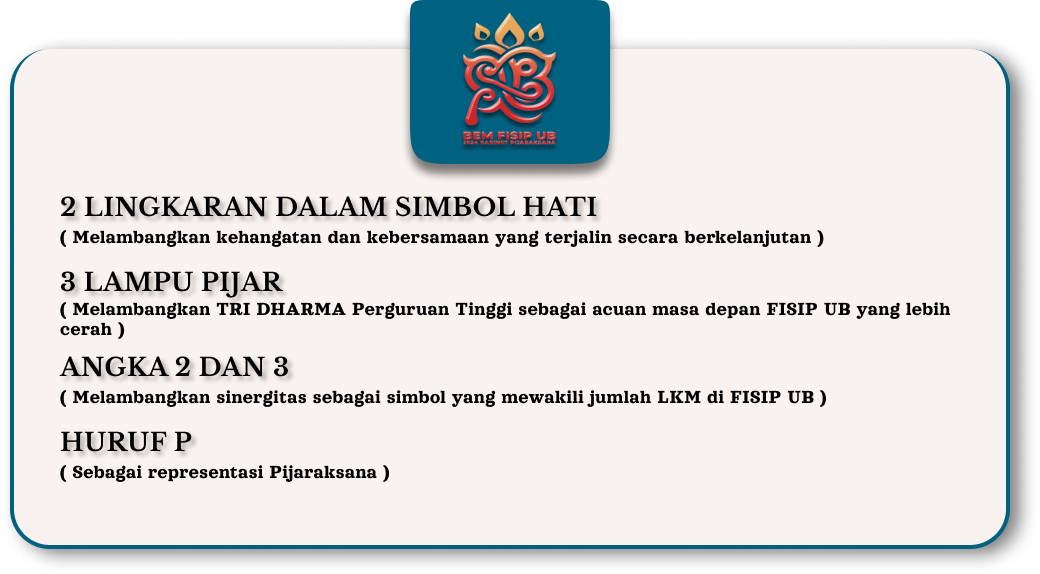 BEM FISIP UB
2024 KABINET PIJARAKSANA
2 LINGKARAN DALAM SIMBOL HATI
( Melambangkan kehangatan dan kebersamaan yang terjalin secara berkelanjutan )
3 LAMPU PIJAR
( Melambangkan TRI DHARMA Perguruan Tinggi sebagai acuan masa depan FISIP UB yang lebih
cerah )
ANGKA 2 DAN 3
( Melambangkan sinergitas sebagai simbol yang mewakili jumlah LKM di FISIP UB )
HURUF P
( Sebagai representasi Pijaraksana )